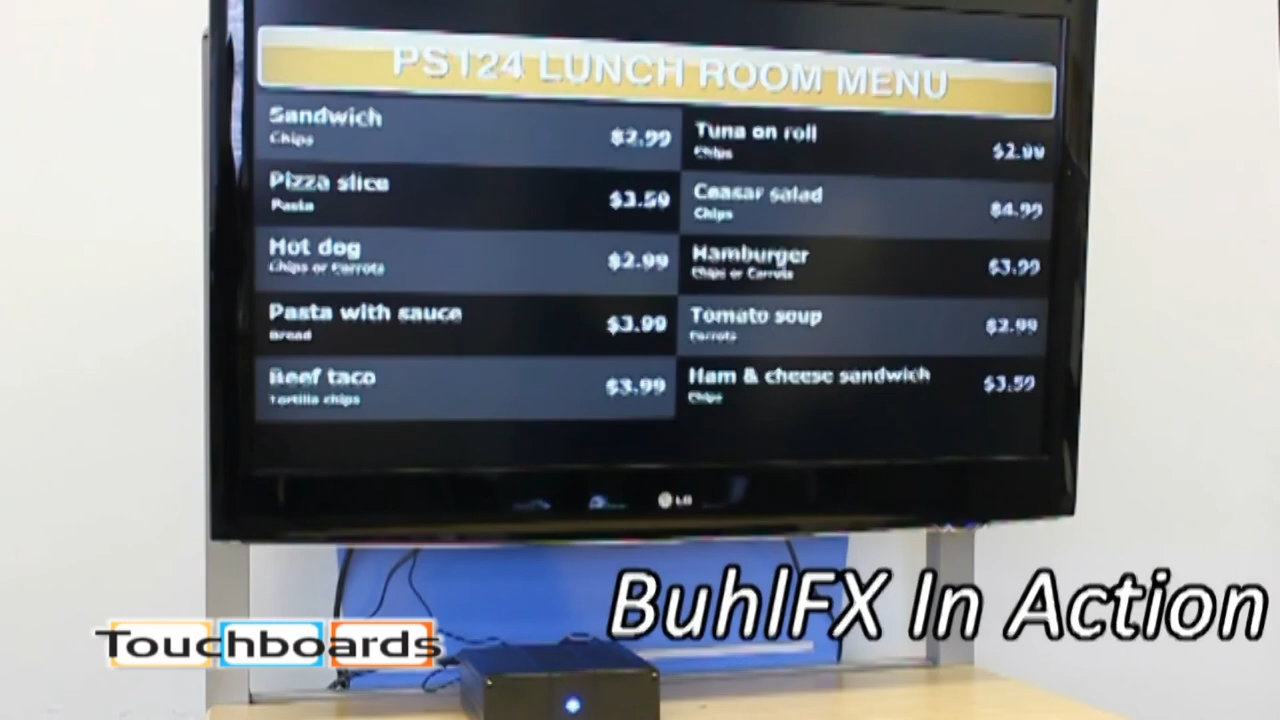 PS124 LUNCH ROOM MENU
Sandwich
Chips
$2.99
Pizza slice
Pasta
$3.59
Hot dog
Chips or Carrots
$2.99
Pasta with sauce
Bread
$3.99
Beef taco
Tortilla chips
$3.99
Tuna on roll
Chips
$2.99
Ceasar salad
Chips
$4.99
Hamburger
Chips or Carrots
$3.99
Tomato soup
Carrots
$2.99
Ham & cheese sandwich
Chips
$3.59
LG
BuhlFX In Action
Touchboards